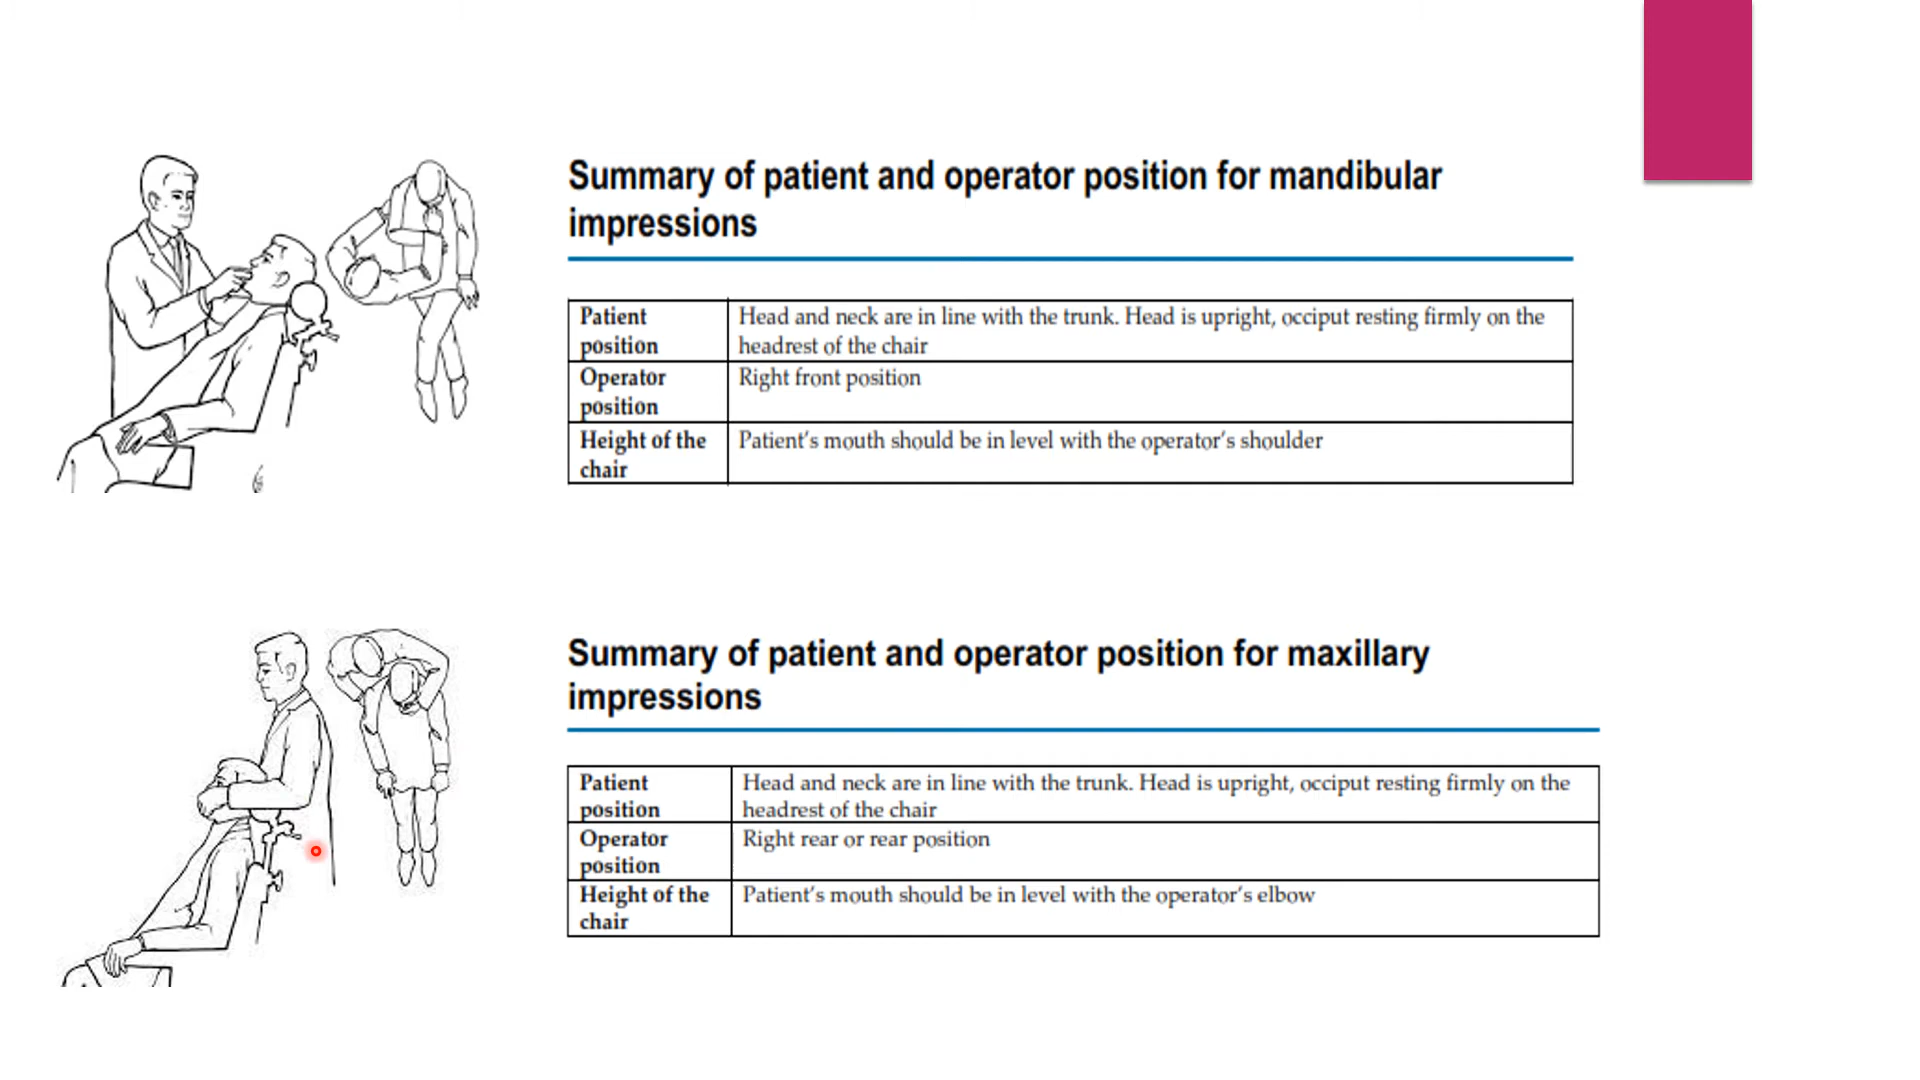 Summary of patient and operator position for mandibular
impressions
Patient
position
Head and neck are in line with the trunk. Head is upright, occiput resting firmly on the
headrest of the chair
Operator
position
Right front position
Height of the
chair
Patient's mouth should be in level with the operator's shoulder
Summary of patient and operator position for maxillary
impressions
Patient
position
Head and neck are in line with the trunk. Head is upright, occiput resting firmly on the
headrest of the chair
Operator
position
Right rear or rear position
Height of the
chair
Patient's mouth should be in level with the operator's elbow